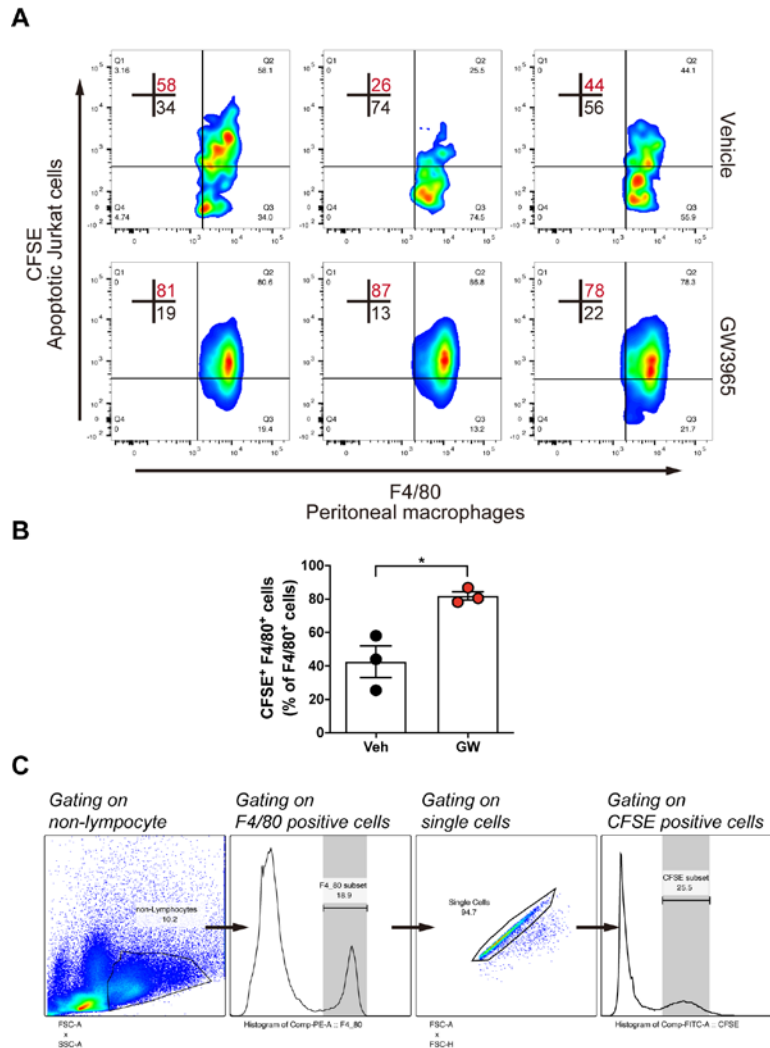 A
Q1
3.16
Q2
58.1
58
34
Q4
4.74
Q3
34.0
Q1
0
Q2
25.5
26
74
Q4
0
Q3
74.5
Q1
0
Q2
44.1
44
56
Q4
0
Q3
55.9
Vehicle
CFSE
Apoptotic Jurkat cells
Q1
0
Q2
80.6
81
19
Q4
0
Q3
19.4
Q1
0
Q2
87
13
Q4
0
Q3
13.2
Q1
0
Q2
78.3
78
22
Q4
0
Q3
21.7
GW3965
F4/80
Peritoneal macrophages
B
CFSE+ F4/80+ cells
(% of F4/80+ cells)
100
80
60
40
20
0
*
Veh
GW
C
Gating on
non-lympocyte
Gating on
F4/80 positive cells
Gating on
single cells
Gating on
CFSE positive cells
non-Lymphocytes
10.2
F4_80 subset
18.9
Single Cells
94.7
CFSE subset
25.5
FSC-A
x
SSC-A
Histogram of Comp-PE-A :: F4_80
FSC-A
x
FSC-H
Histogram of Comp-FITC-A :: CFSE